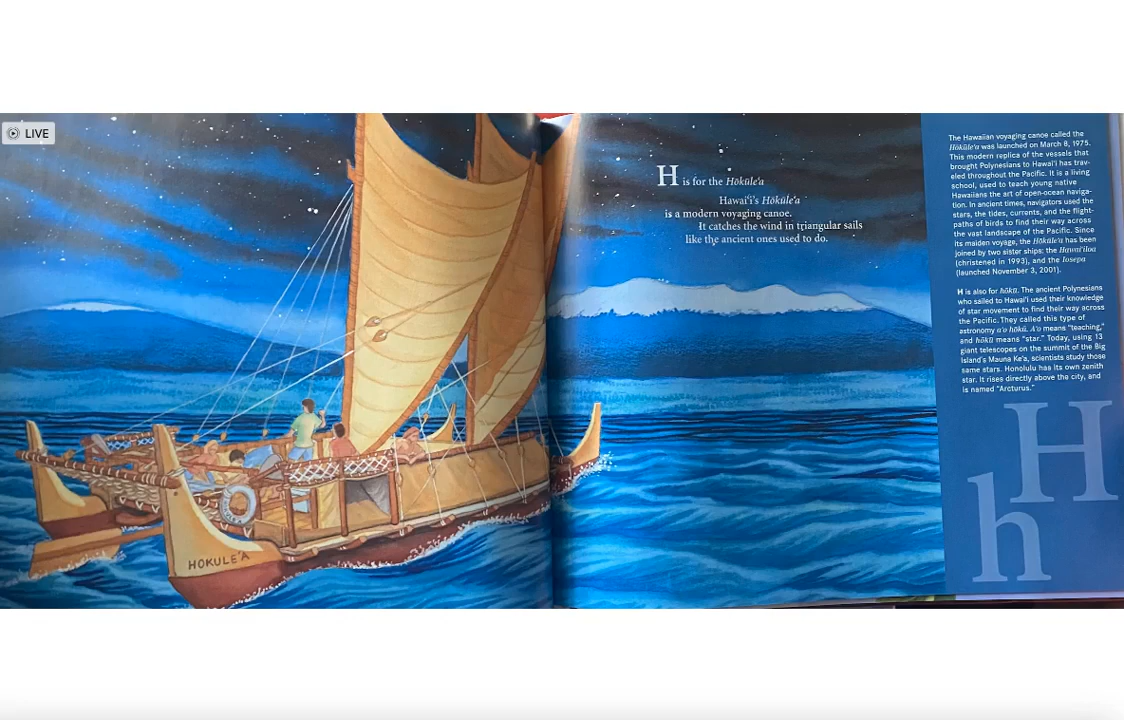 LIVE
H is for the Hōkūle'a
Hawai'i's Hōkūle'a
is a modern voyaging canoe.
It catches the wind in triangular sails
like the ancient ones used to do.
HOKULE'A
The Hawaiian voyaging canoe called the
Hōkūle'a was launched on March 8, 1975.
This modern replica of the vessels that
brought Polynesians to Hawai'i has trav-
eled throughout the Pacific. It is a living
school, used to teach young native
Hawaiians the art of open-ocean naviga-
tion. In ancient times, navigators used the
stars, the tides, currents, and the flight-
paths of birds to find their way across
the vast landscape of the Pacific. Since
its maiden voyage, the Hōkūle'a has been
joined by two sister ships: the Hawai'iloa
(christened in 1993), and the Iosepa
(launched November 3, 2001).
H is also for hōkū. The ancient Polynesians
who sailed to Hawai'i used their knowledge
of star movement to find their way across
the Pacific. They called this type of
astronomy a'o hōkū. A'o means "teaching,"
and hōkū means "star." Today, using 13
giant telescopes on the summit of the Big
Island's Mauna Ke'a, scientists study those
same stars. Honolulu has its own zenith
star. It rises directly above the city, and
is named "Arcturus."
H
h